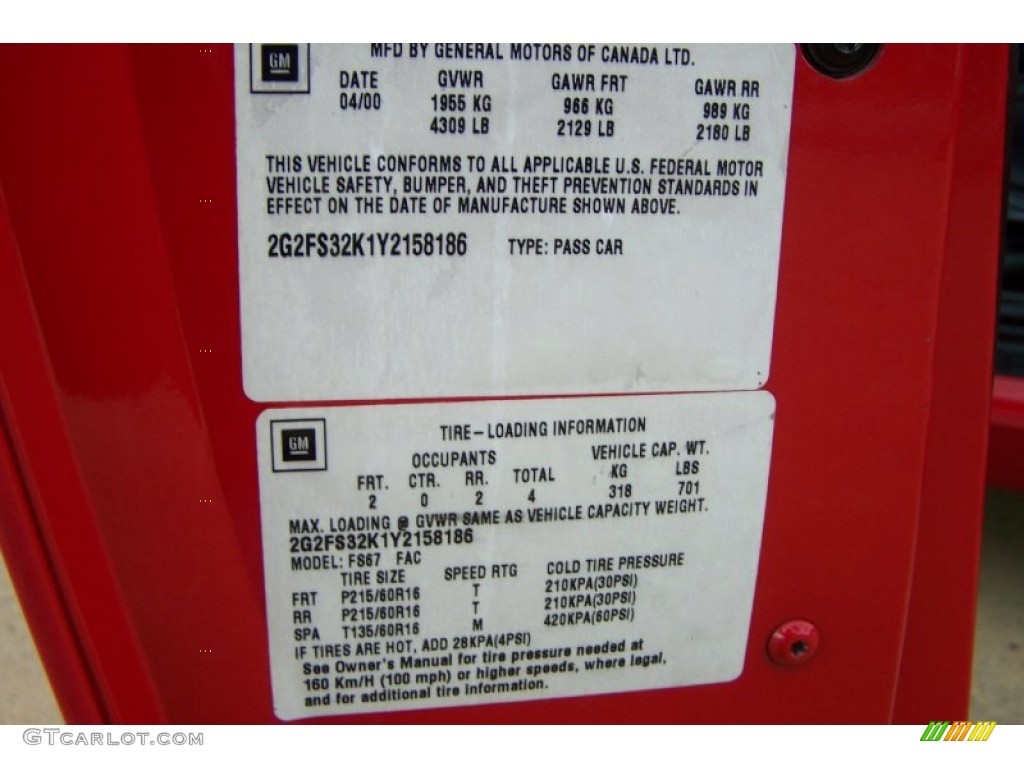 GM
MFD BY GENERAL MOTORS OF CANADA LTD.
DATE GVWR GAWR FRT GAWR RR
04/00 1955 KG 966 KG 989 KG
4309 LB 2129 LB 2180 LB
THIS VEHICLE CONFORMS TO ALL APPLICABLE U.S. FEDERAL MOTOR
VEHICLE SAFETY, BUMPER, AND THEFT PREVENTION STANDARDS IN
EFFECT ON THE DATE OF MANUFACTURE SHOWN ABOVE.
2G2FS32K1Y2158186 TYPE: PASS CAR
GM
TIRE-LOADING INFORMATION
OCCUPANTS VEHICLE CAP. WT.
FRT. CTR. RR. TOTAL KG LBS
2 0 2 4 318 701
MAX. LOADING @ GVWR SAME AS VEHICLE CAPACITY WEIGHT.
2G2FS32K1Y2158186
MODEL: FS67 FAC
TIRE SIZE SPEED RTG COLD TIRE PRESSURE
FRT P215/60R16 T 210KPA(30PSI)
RR P215/60R16 T 210KPA(30PSI)
SPA T135/60R16 M 420KPA(60PSI)
IF TIRES ARE HOT, ADD 28KPA(4PSI)
See Owner's Manual for tire pressure needed at
160 Km/H (100 mph) or higher speeds, where legal,
and for additional tire information.
GTCarLot.com